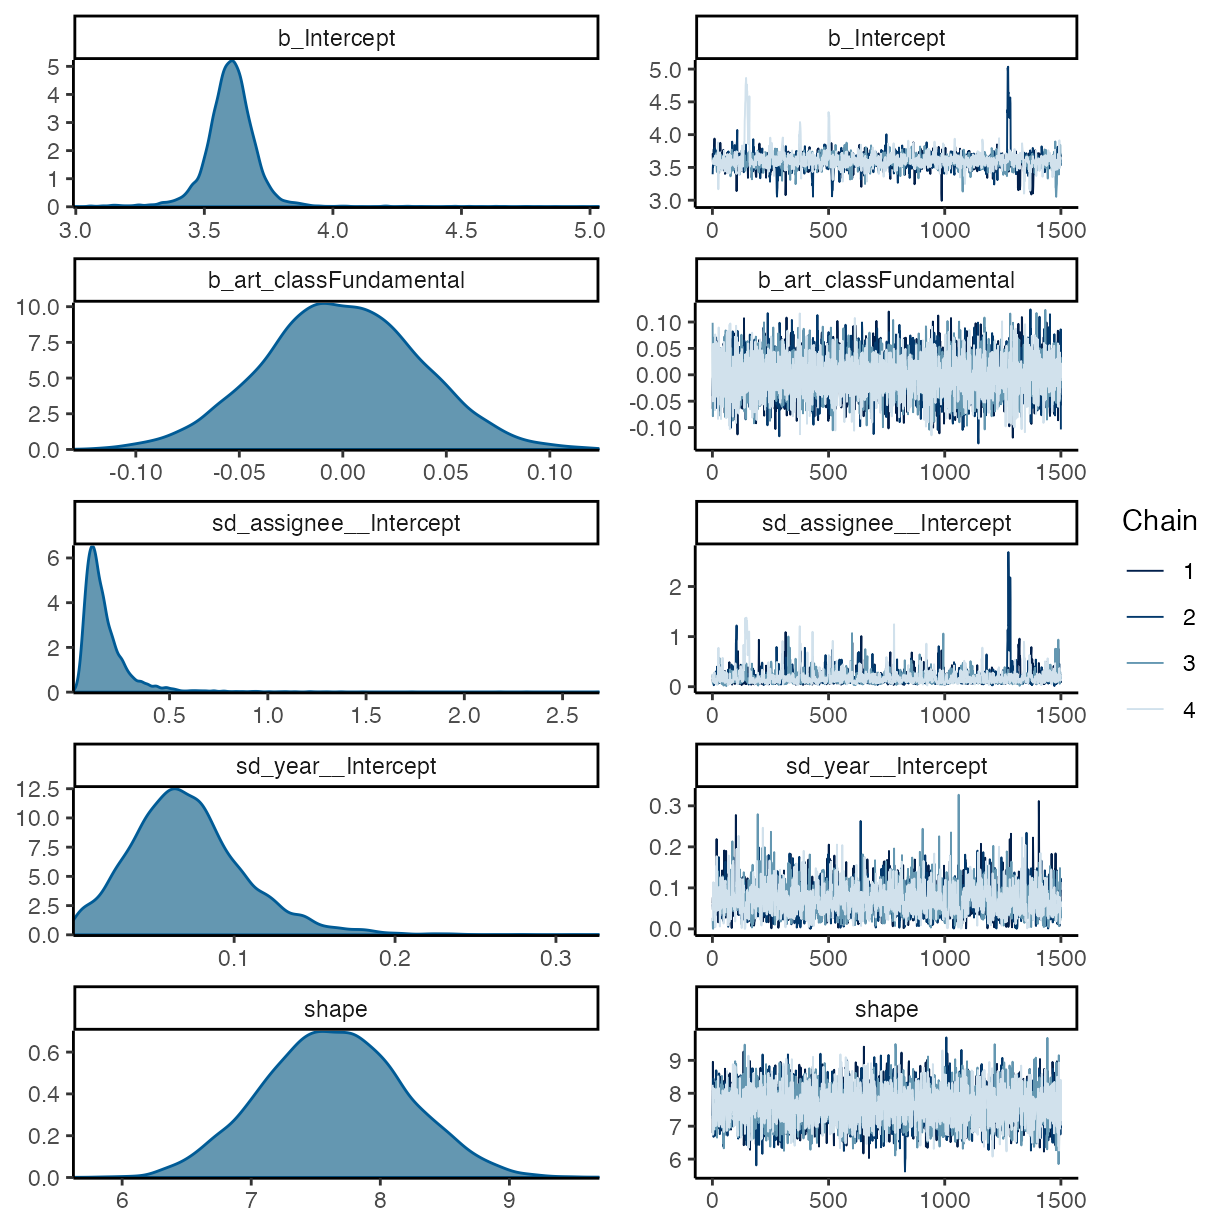 b_Intercept
5
4
3
2
1
0
3.0 3.5 4.0 4.5 5.0
b_Intercept
5.0
4.5
4.0
3.5
3.0
0 500 1000 1500
b_art_classFundamental
10.0
7.5
5.0
2.5
0.0
-0.10 -0.05 0.00 0.05 0.10
b_art_classFundamental
0.10
0.05
0.00
-0.05
-0.10
0 500 1000 1500
sd_assignee__Intercept
6
4
2
0
0.5 1.0 1.5 2.0 2.5
sd_assignee__Intercept
2
1
0
0 500 1000 1500
sd_year__Intercept
12.5
10.0
7.5
5.0
2.5
0.0
0.1 0.2 0.3
sd_year__Intercept
0.3
0.2
0.1
0.0
0 500 1000 1500
shape
0.6
0.4
0.2
0.0
6 7 8 9
shape
9
8
7
6
0 500 1000 1500
Chain
1
2
3
4